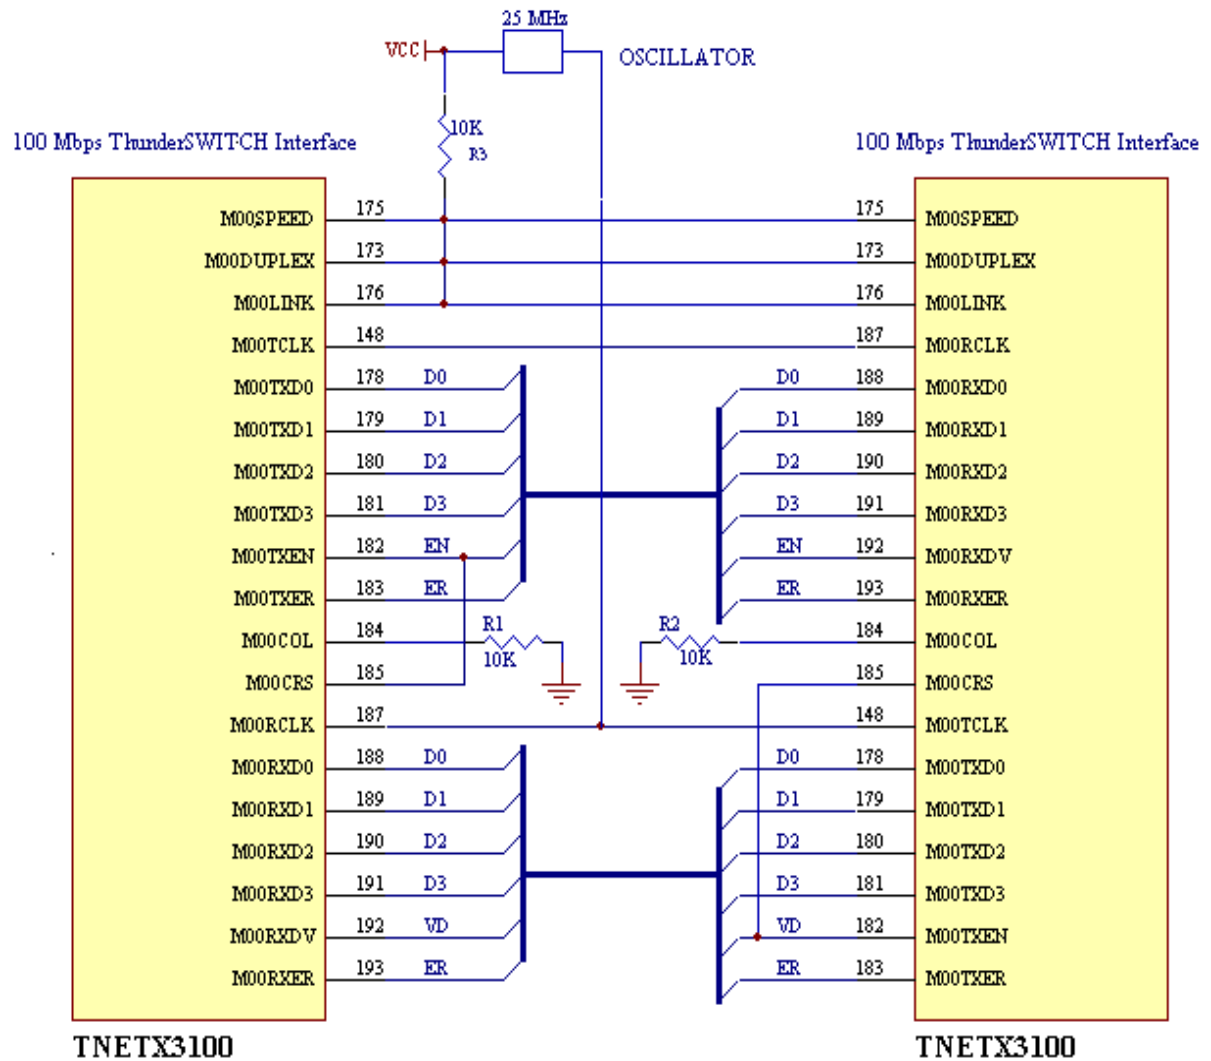 25 MHz
VCC
OSCILLATOR
10K
R3
100 Mbps ThunderSWITCH Interface
100 Mbps ThunderSWITCH Interface
M00SPEED 175 175 M00SPEED
M00DUPLEX 173 173 M00DUPLEX
M00LINK 176 176 M00LINK
M00TCLK 148 187 M00RCLK
M00TXD0 178 D0 D0 188 M00RXD0
M00TXD1 179 D1 D1 189 M00RXD1
M00TXD2 180 D2 D2 190 M00RXD2
M00TXD3 181 D3 D3 191 M00RXD3
M00TXEN 182 EN EN 192 M00RXDV
M00TXER 183 ER ER 193 M00RXER
M00COL 184 R1 R2 184 M00COL
10K 10K
M00CRS 185 185 M00CRS
M00RCLK 187 148 M00TCLK
M00RXD0 188 D0 D0 178 M00TXD0
M00RXD1 189 D1 D1 179 M00TXD1
M00RXD2 190 D2 D2 180 M00TXD2
M00RXD3 191 D3 D3 181 M00TXD3
M00RXDV 192 VD VD 182 M00TXEN
M00RXER 193 ER ER 183 M00TXER
TNETX3100
TNETX3100